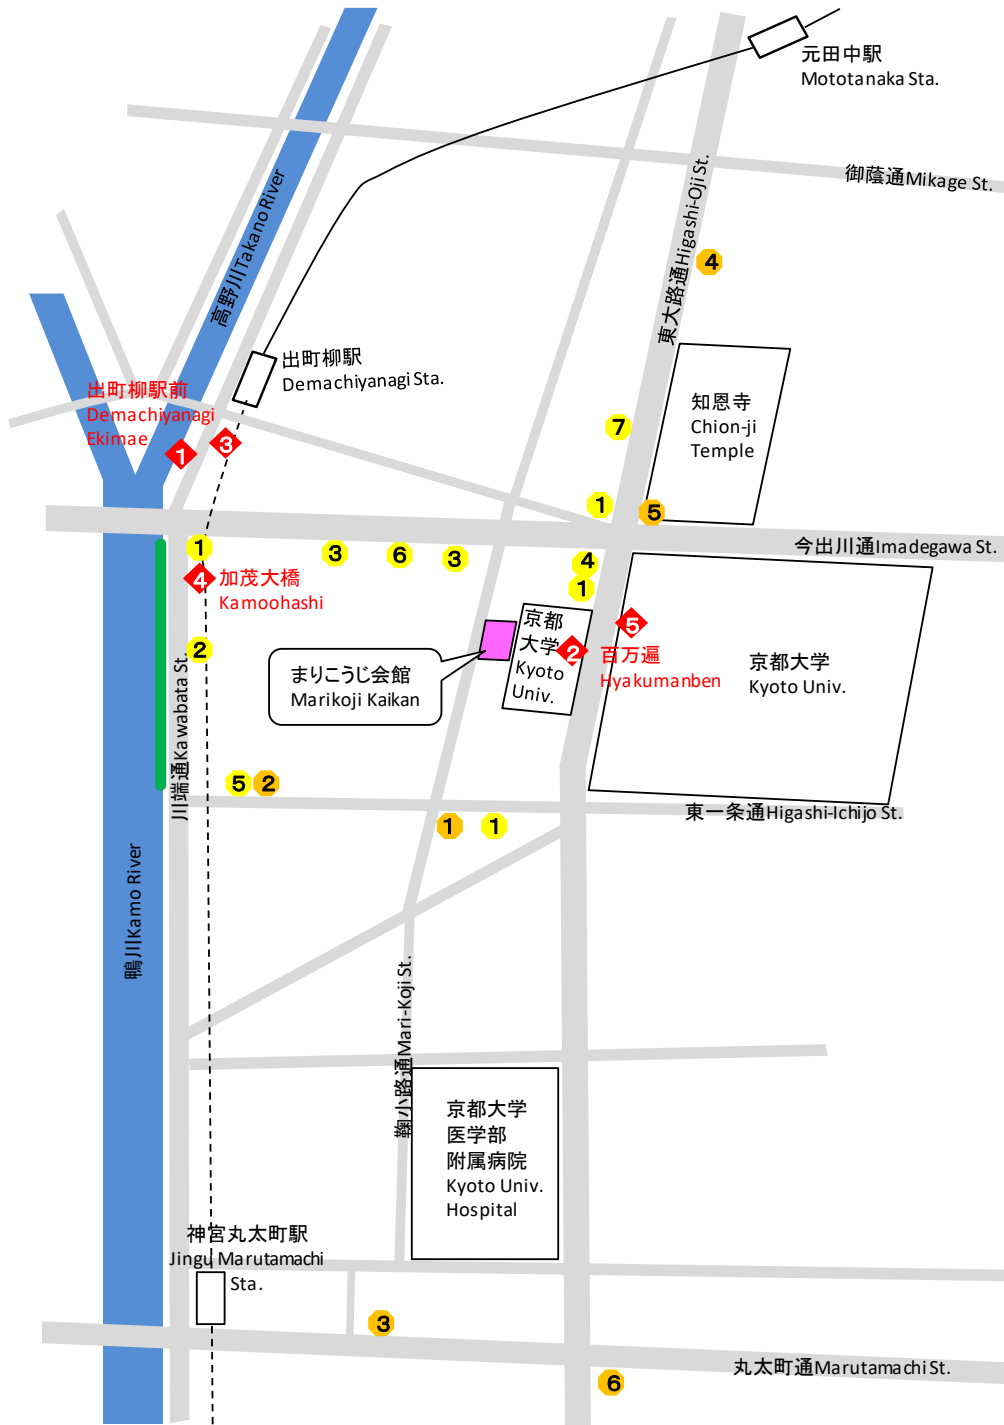 元田中駅
Mototanaka Sta.
御蔭通Mikage St.
高野川Takano River
東大路通Higashi-Oji St.
4
出町柳駅
Demachiyanagi Sta.
出町柳駅前
Demachiyanagi
Ekimae
1
3
知恩寺
Chion-ji
Temple
7
1
5
今出川通Imadegawa St.
1
3
6
3
4
1
4
加茂大橋
Kamoohashi
2
京都
大学
Kyoto
Univ.
2
5
百万遍
Hyakumanben
京都大学
Kyoto Univ.
まりこうじ会館
Marikoji Kaikan
川端通Kawabata St.
5
2
1
1
東一条通Higashi-Ichijo St.
鴨川Kamo River
鞠小路通Mari-Koji St.
京都大学
医学部
附属病院
Kyoto Univ.
Hospital
神宮丸太町駅
Jingu Marutamachi
Sta.
3
丸太町通Marutamachi St.
6